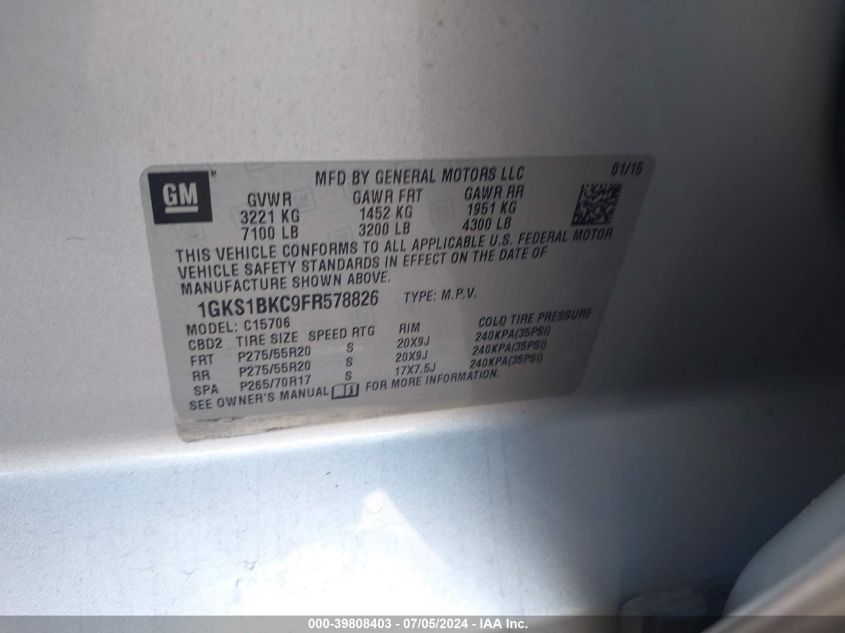 GM
MFD BY GENERAL MOTORS LLC 01/15
GVWR GAWR FRT GAWR RR
3221 KG 1452 KG 1951 KG
7100 LB 3200 LB 4300 LB
THIS VEHICLE CONFORMS TO ALL APPLICABLE U.S. FEDERAL MOTOR
VEHICLE SAFETY STANDARDS IN EFFECT ON THE DATE OF
MANUFACTURE SHOWN ABOVE.
1GKS1BKC9FR578826 TYPE: M.P.V.
MODEL: C15706
CBD2 TIRE SIZE SPEED RTG RIM COLD TIRE PRESSURE
FRT P275/55R20 S 20X9J 240KPA(35PSI)
RR P275/55R20 S 20X9J 240KPA(35PSI)
SPA P265/70R17 S 17X7.5J 240KPA(35PSI)
SEE OWNER'S MANUAL FOR MORE INFORMATION.
000-39808403 - 07/05/2024 - IAA Inc.